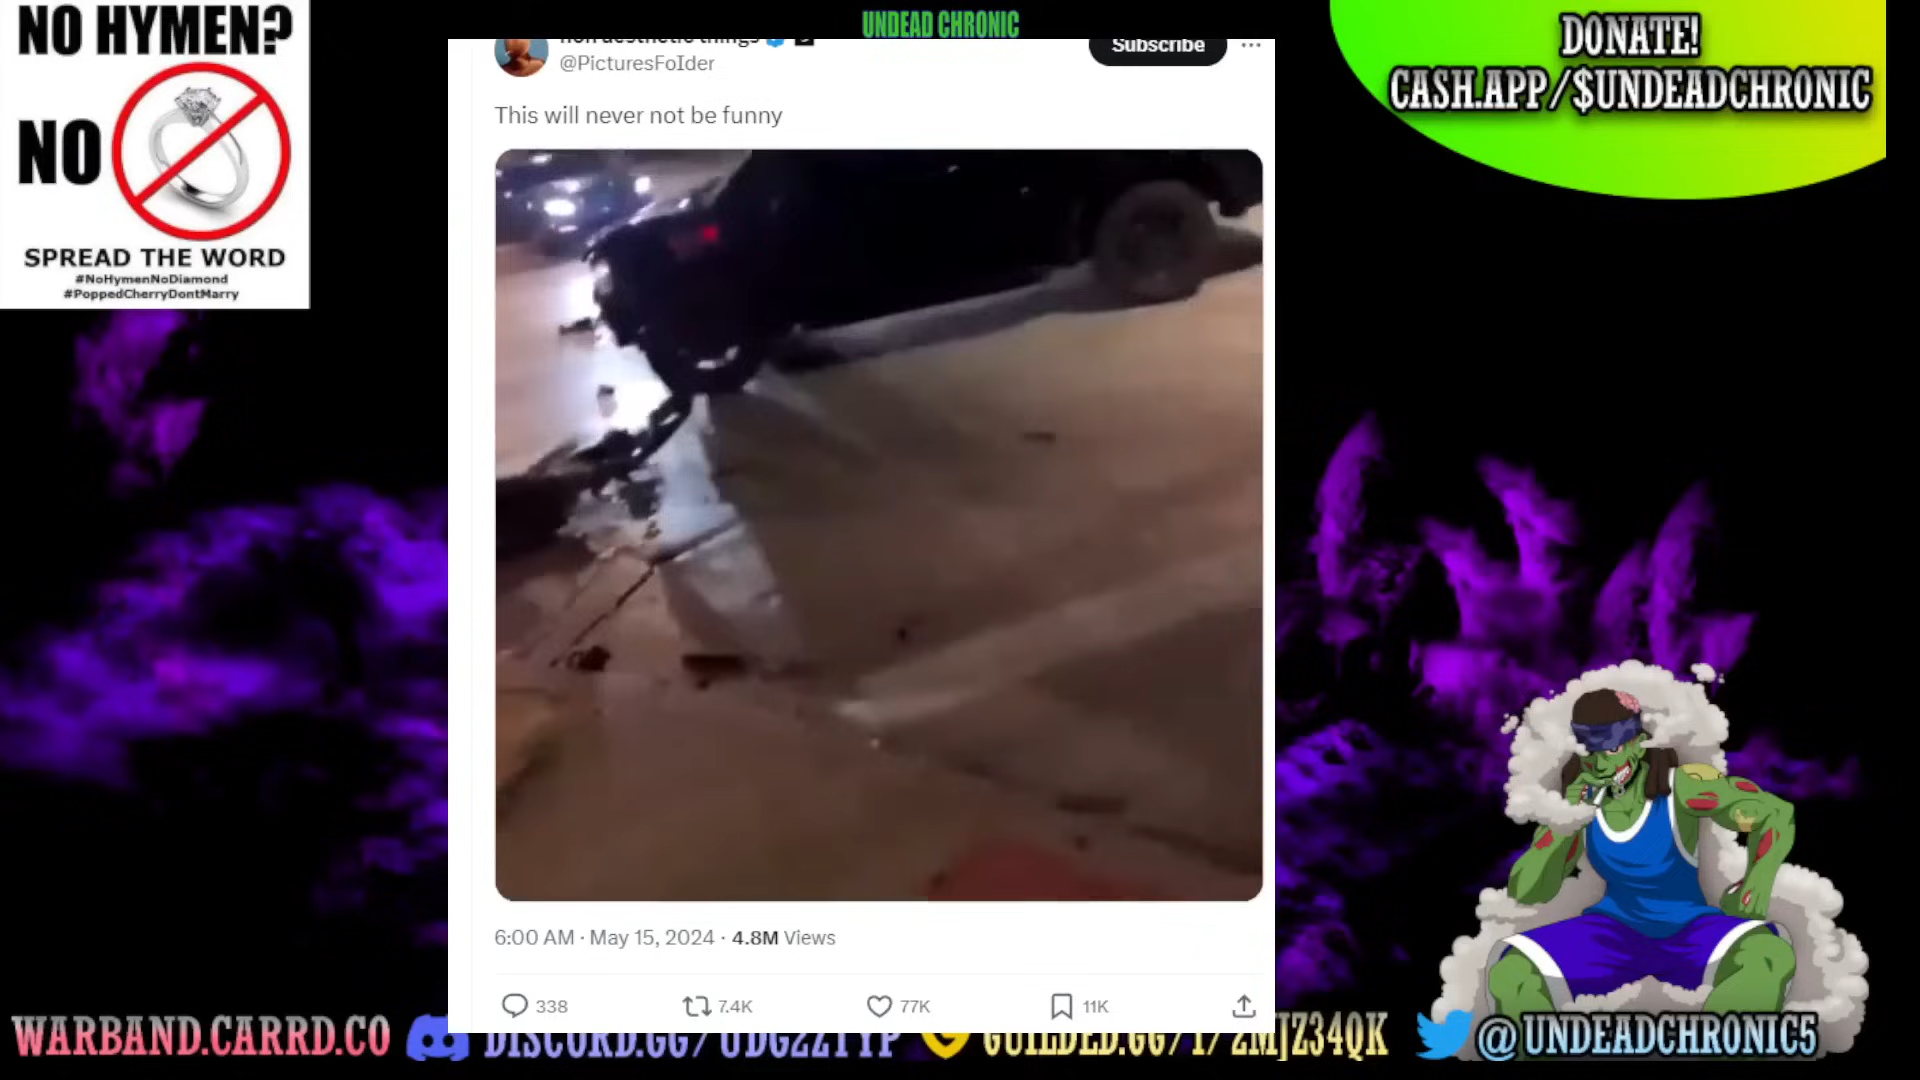 NO HYMEN?
NO
SPREAD THE WORD
#NoHymenNoDiamond
#PoppedCherryDontMarry
UNDEAD CHRONIC
Subscribe
@PicturesFoIder
This will never not be funny
6:00 AM · May 15, 2024 · 4.8M Views
338
7.4K
77K
11K
DONATE!
CASH.APP/$UNDEADCHRONIC
WARBAND.CARRD.CO
@UNDEADCHRONIC5